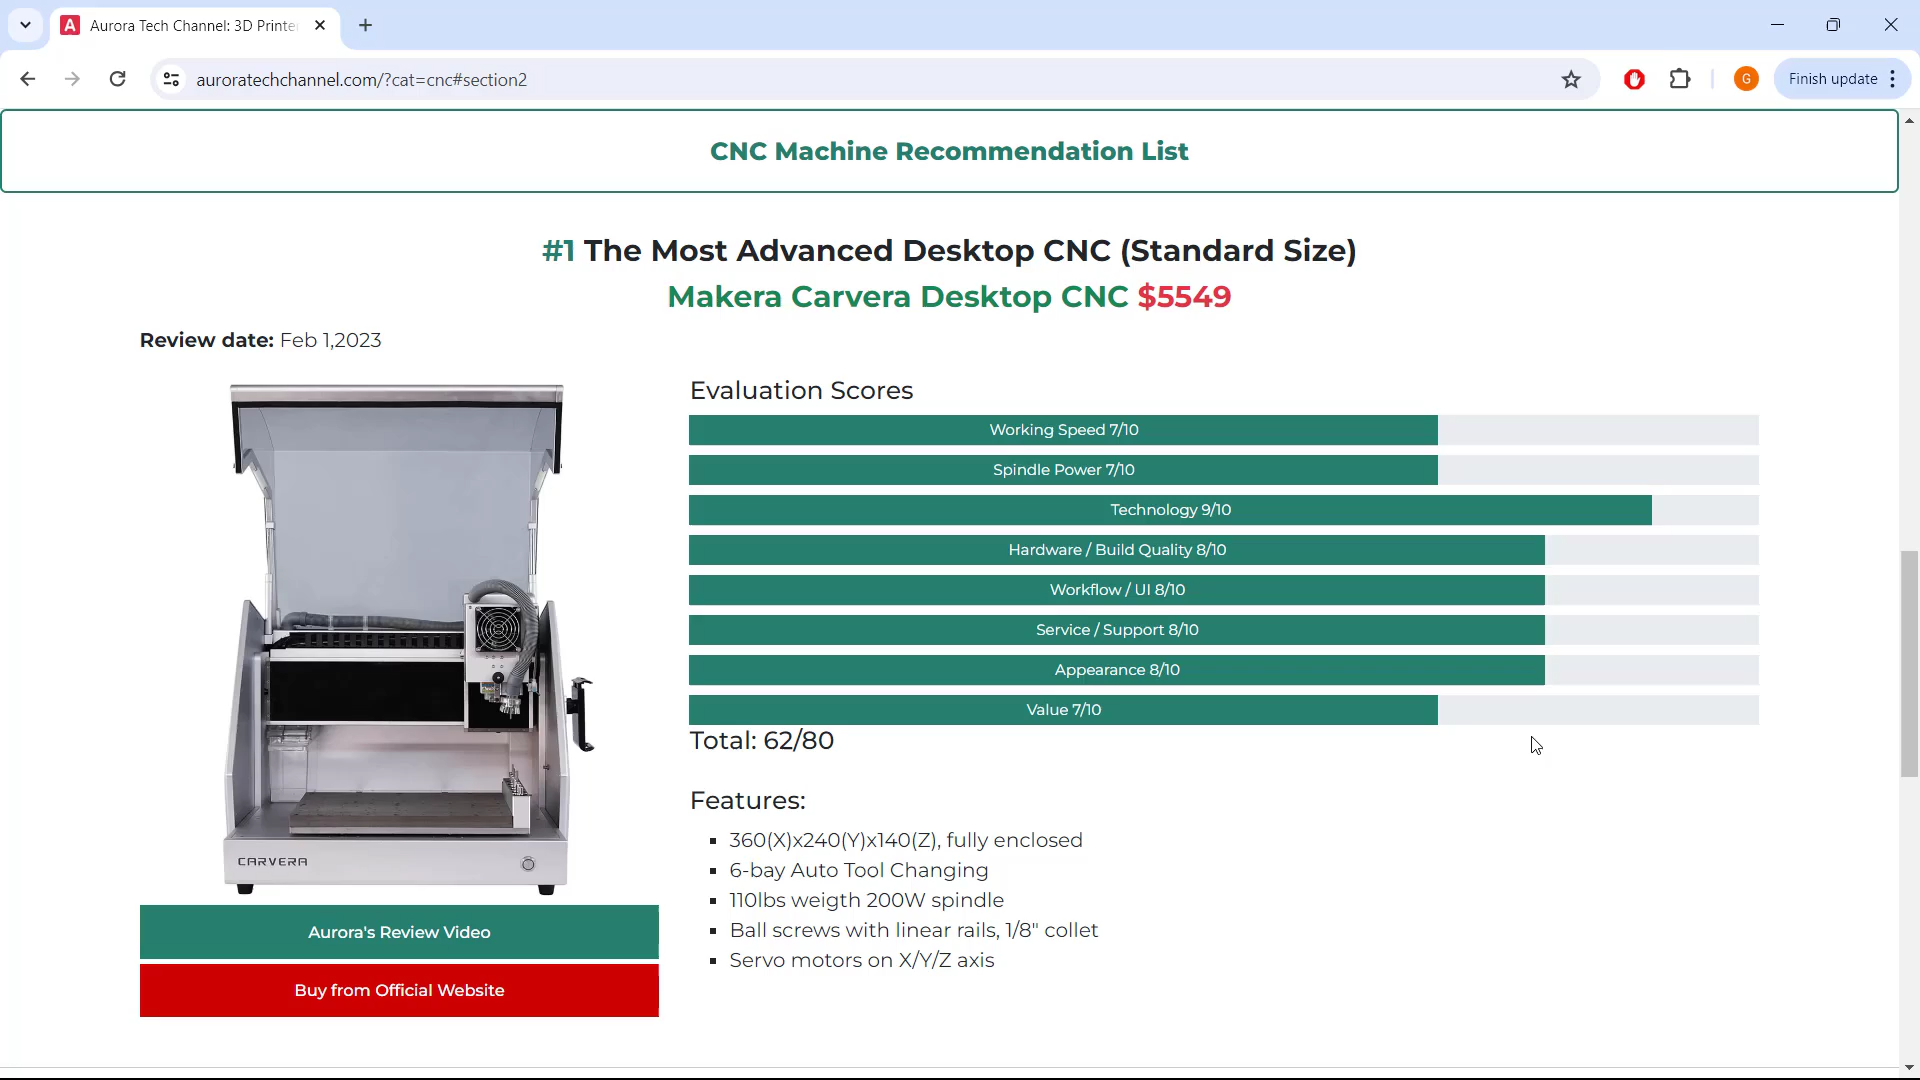 A Aurora Tech Channel: 3D Printe
auroratechchannel.com/?cat=cnc#section2
G
Finish update
CNC Machine Recommendation List
#1 The Most Advanced Desktop CNC (Standard Size)
Makera Carvera Desktop CNC $5549
Review date: Feb 1,2023
Evaluation Scores
Working Speed 7/10
Spindle Power 7/10
Technology 9/10
Hardware / Build Quality 8/10
Workflow / UI 8/10
Service / Support 8/10
Appearance 8/10
Value 7/10
Total: 62/80
Features:
360(X)x240(Y)x140(Z), fully enclosed
6-bay Auto Tool Changing
110lbs weigth 200W spindle
Ball screws with linear rails, 1/8" collet
Servo motors on X/Y/Z axis
CARVERA
Aurora's Review Video
Buy from Official Website